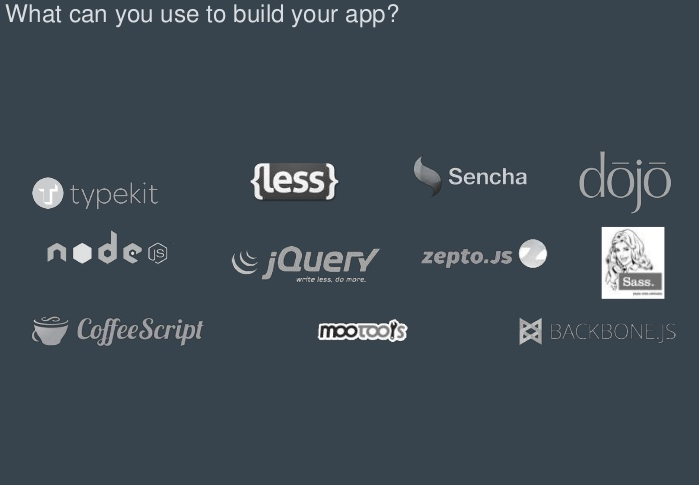 What can you use to build your app?
typekit
{less}
Sencha
dōjō
node JS
jQuery
write less, do more.
zepto.JS
Sass.
CoffeeScript
mootools
BACKBONE.JS